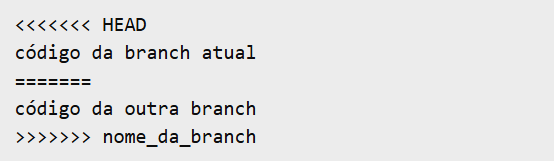 <<<<<<< HEAD
código da branch atual
=======
código da outra branch
>>>>>>> nome_da_branch